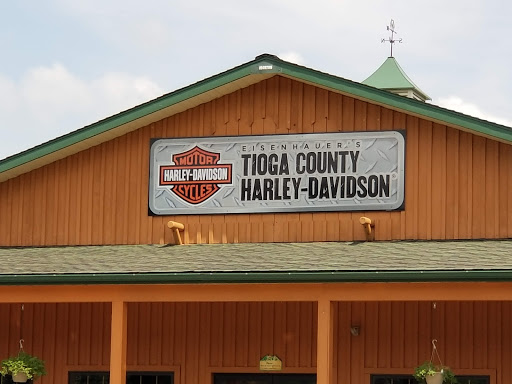 EISENHAUER'S
TIOGA COUNTY
HARLEY-DAVIDSON
MOTOR
HARLEY-DAVIDSON
CYCLES